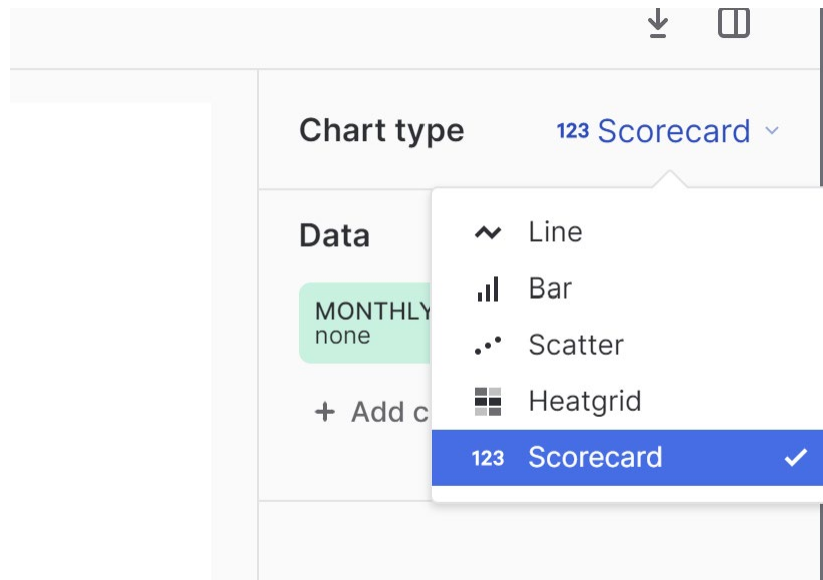 Chart type
123 Scorecard
Line
Data
Bar
MONTHLY
none
Scatter
Heatgrid
+ Add
123 Scorecard